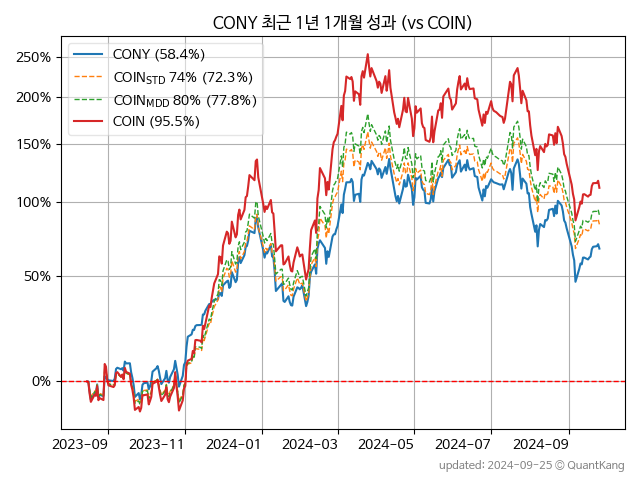 CONY 최근 1년 1개월 성과 (vs COIN)
CONY (58.4%)
COIN_STD 74% (72.3%)
COIN_MDD 80% (77.8%)
COIN (95.5%)
250%
200%
150%
100%
50%
0%
2023-09 2023-11 2024-01 2024-03 2024-05 2024-07 2024-09
updated: 2024-09-25 © QuantKang